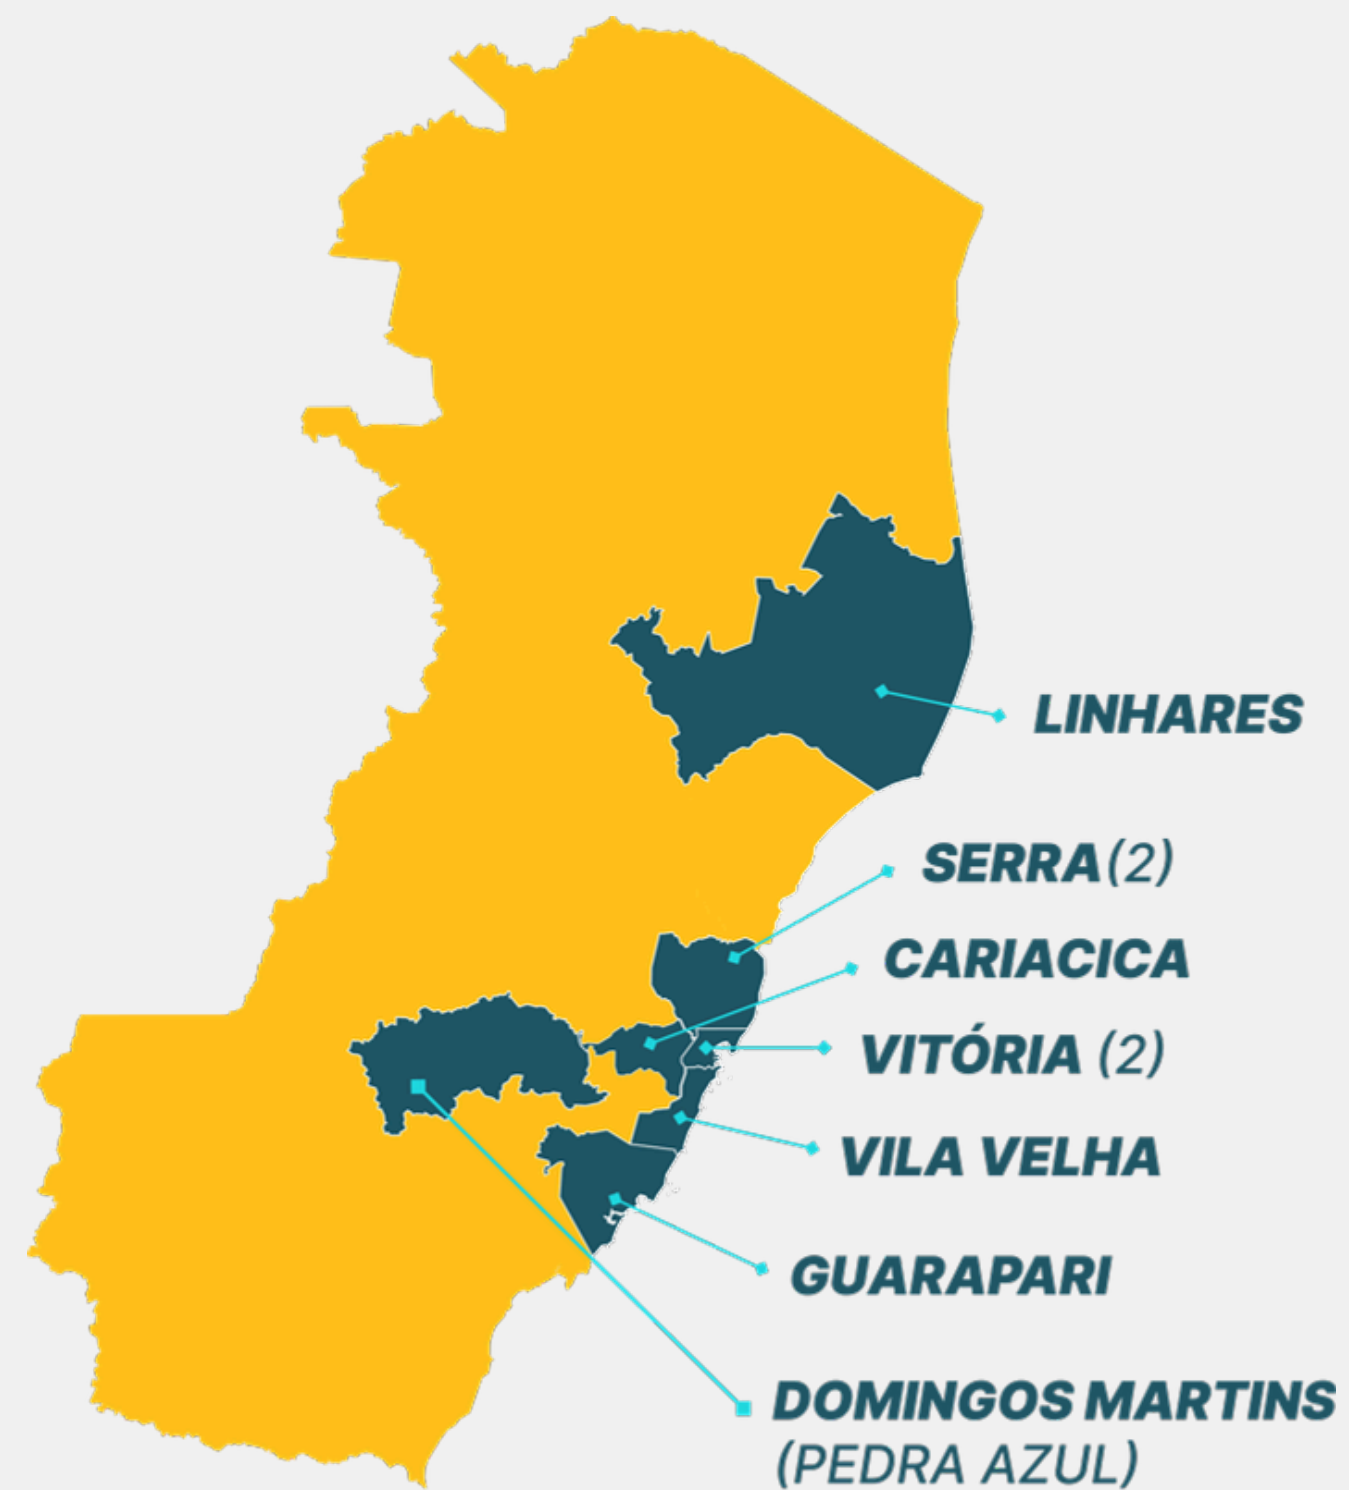 LINHARES
SERRA (2)
CARIACICA
VITÓRIA (2)
VILA VELHA
GUARAPARI
DOMINGOS MARTINS
(PEDRA AZUL)